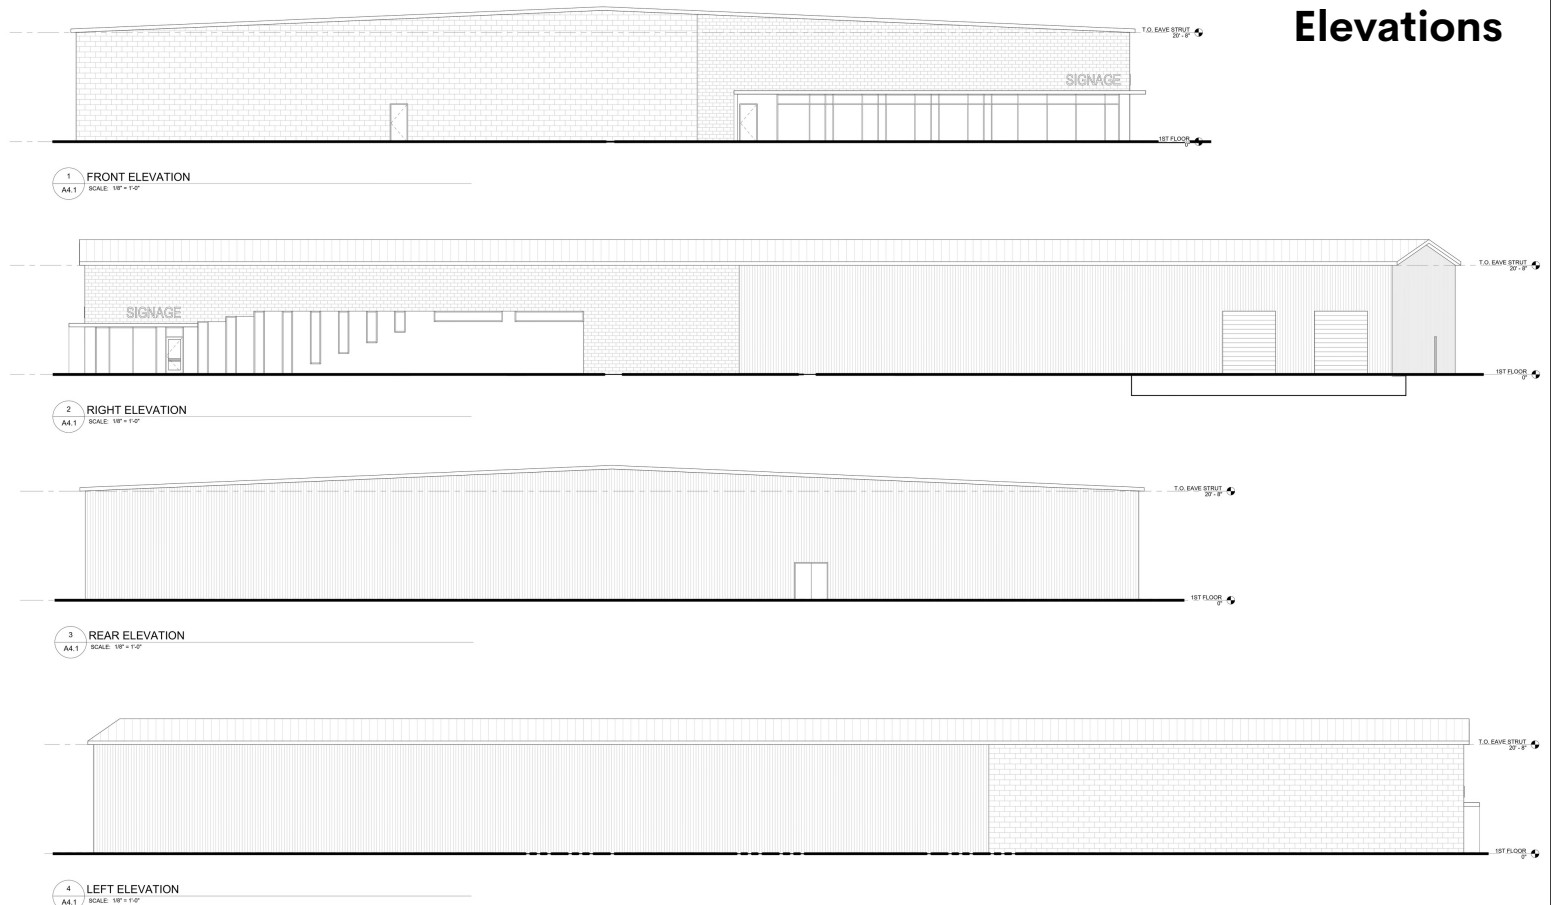 Elevations
T.O. EAVE STRUT
20' - 8"
SIGNAGE
1ST FLOOR
0"
1
A4.1
FRONT ELEVATION
SCALE: 1/8" = 1'-0"
T.O. EAVE STRUT
20' - 8"
SIGNAGE
1ST FLOOR
0"
2
A4.1
RIGHT ELEVATION
SCALE: 1/8" = 1'-0"
T.O. EAVE STRUT
20' - 8"
1ST FLOOR
0"
3
A4.1
REAR ELEVATION
SCALE: 1/8" = 1'-0"
T.O. EAVE STRUT
20' - 8"
1ST FLOOR
0"
4
A4.1
LEFT ELEVATION
SCALE: 1/8" = 1'-0"